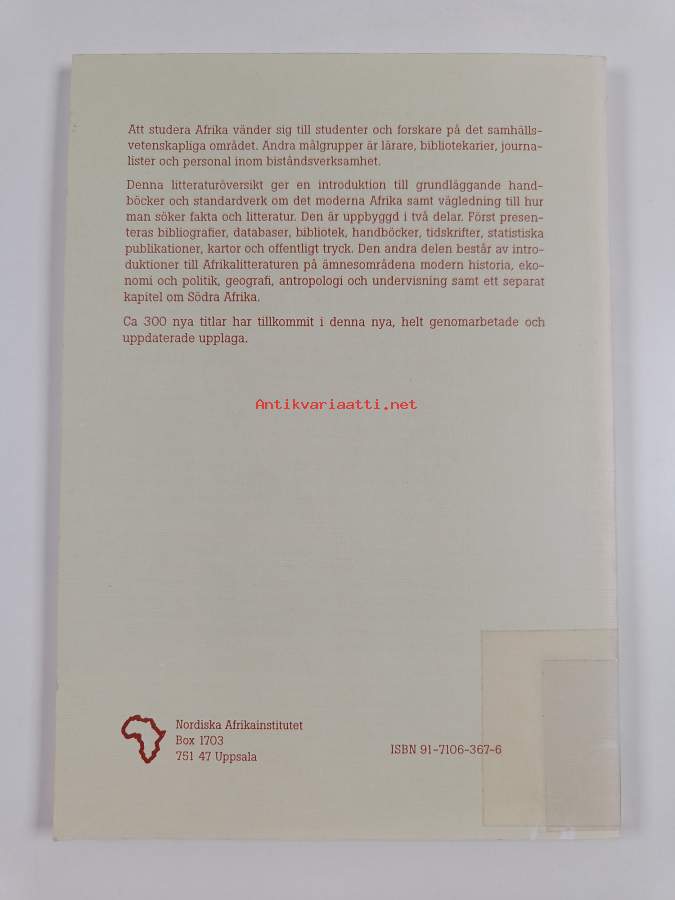 Att studera Afrika vänder sig till studenter och forskare på det samhälls-
vetenskapliga området. Andra målgrupper är lärare, bibliotekarier, journa-
lister och personal inom biståndsverksamhet.
Denna litteraturöversikt ger en introduktion till grundläggande hand-
böcker och standardverk om det moderna Afrika samt vägledning till hur
man söker fakta och litteratur. Den är uppbyggd i två delar. Först presen-
teras bibliografier, databaser, bibliotek, handböcker, tidskrifter, statistiska
publikationer, kartor och offentligt tryck. Den andra delen består av intro-
duktioner till Afrikalitteraturen på ämnesområdena modern historia, eko-
nomi och politik, geografi, antropologi och undervisning samt ett separat
kapitel om Södra Afrika.
Ca 300 nya titlar har tillkommit i denna nya, helt genomarbetade och
uppdaterade upplaga.
Antikvariaatti.net
Nordiska Afrikainstitutet
Box 1703
751 47 Uppsala
ISBN 91-7106-367-6